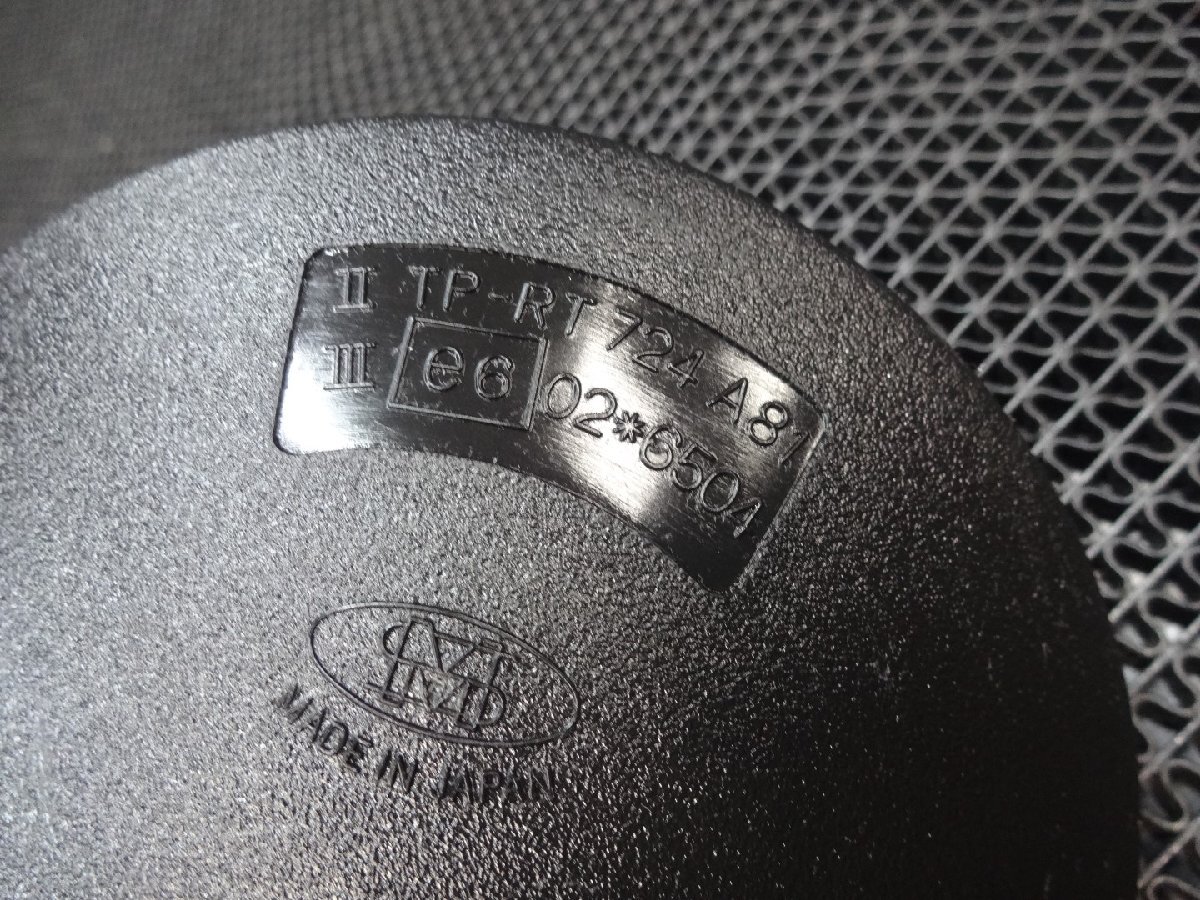 II TP-RT 724 A81
III e6 02*6504
MADE IN JAPAN